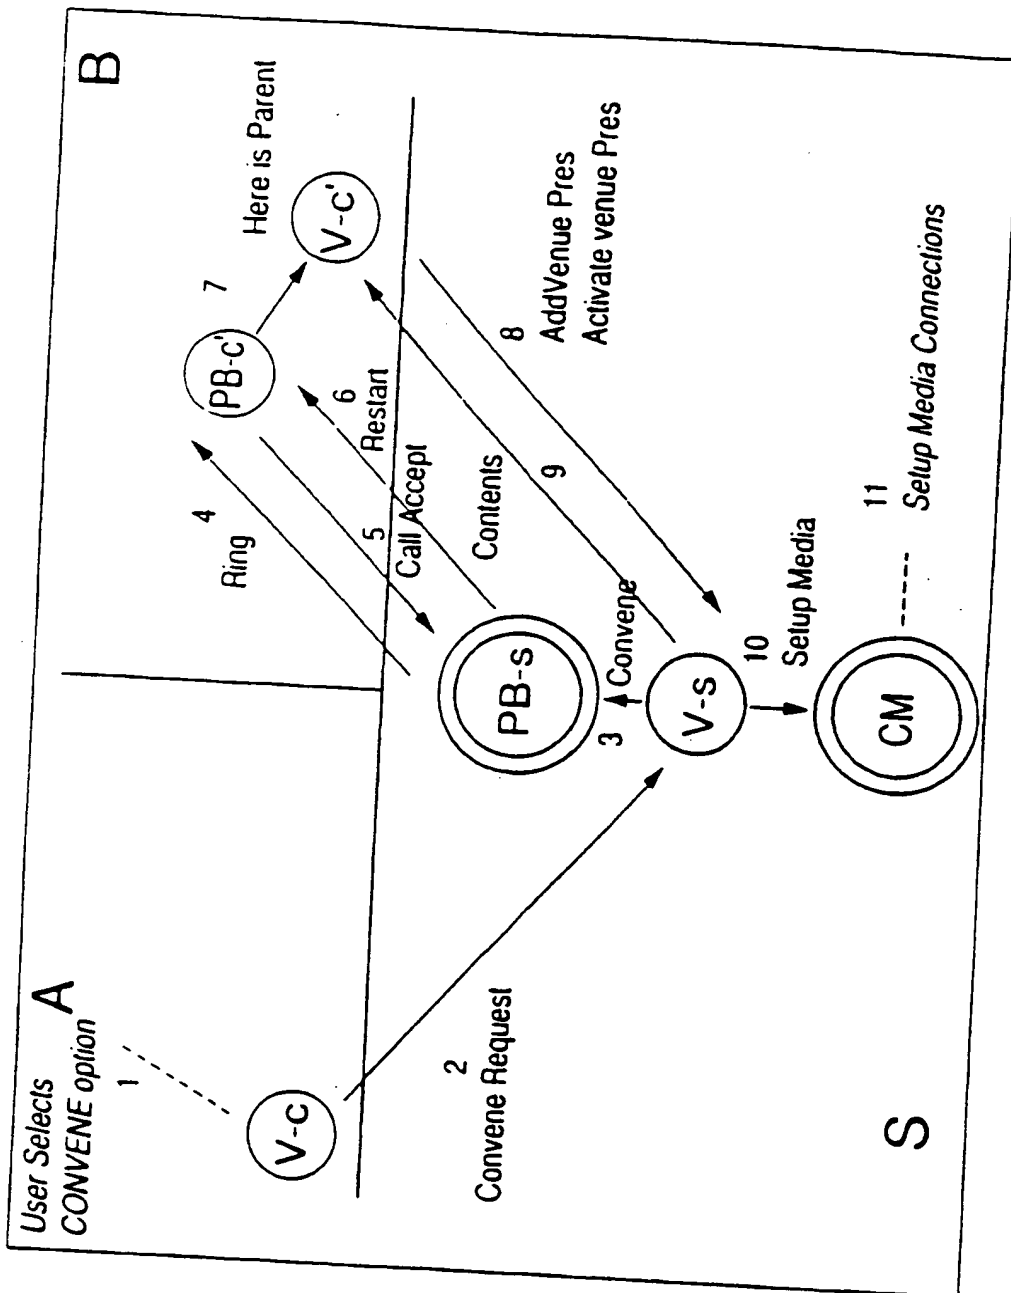 User Selects
CONVENE option
A
1
V-c
B
4
Ring
PB-c'
7
Here is Parent
V-c'
5
Call Accept
6
Restart
2
Convene Request
PB-s
Contents
3
Convene
9
8
AddVenue Pres
Activate venue Pres
V-s
10
Setup Media
CM
11
Setup Media Connections
S